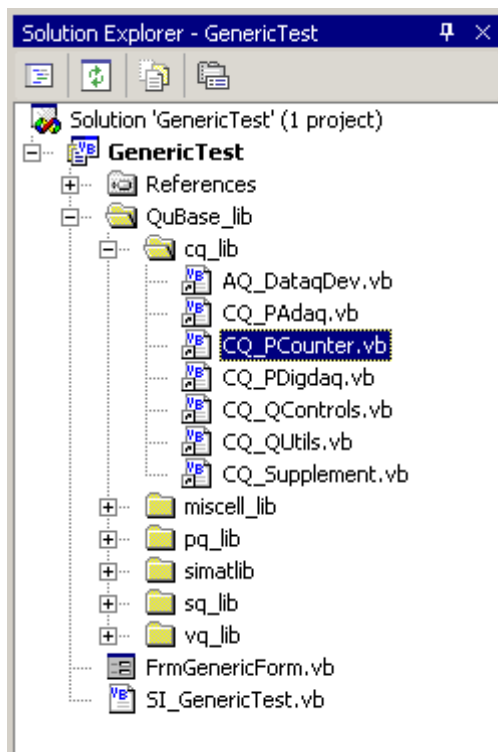 Solution Explorer - GenericTest
Solution 'GenericTest' (1 project)
GenericTest
References
QuBase_lib
cq_lib
AQ_DataqDev.vb
CQ_PAdaq.vb
CQ_PCounter.vb
CQ_PDigdaq.vb
CQ_QControls.vb
CQ_QUtils.vb
CQ_Supplement.vb
miscell_lib
pq_lib
simatlib
sq_lib
vq_lib
FrmGenericForm.vb
SI_GenericTest.vb